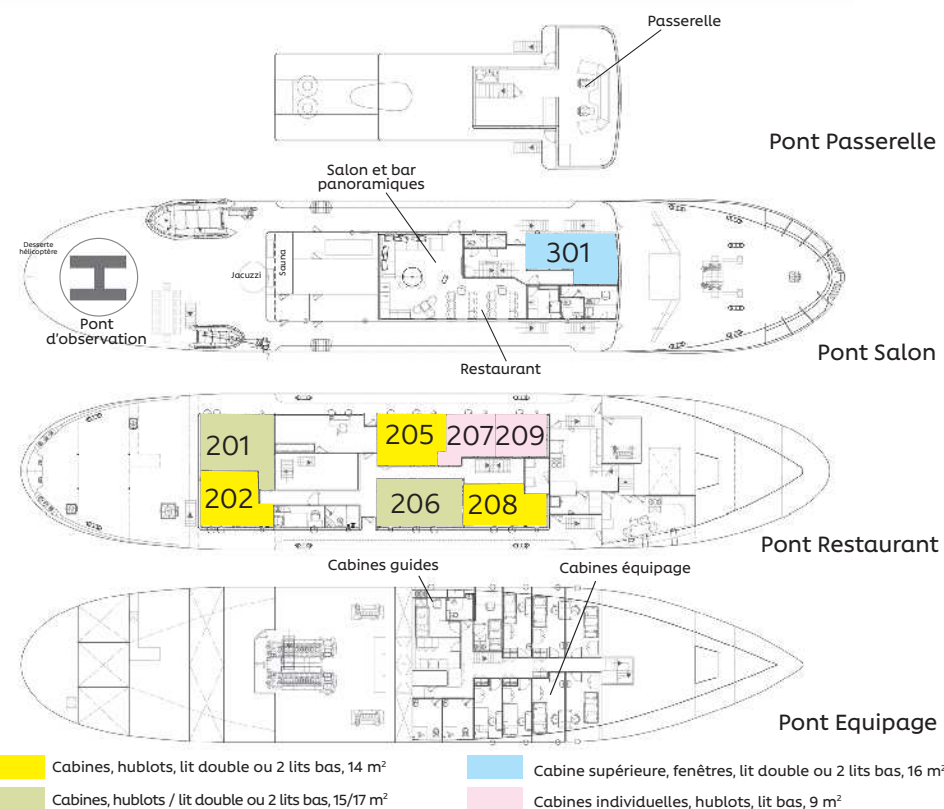 Passerelle
Pont Passerelle
Salon et bar
panoramiques
Desserte
hélicoptère
H
Jacuzzi
Sauna
301
Pont
d'observation
Restaurant
Pont Salon
201
205
207
209
202
206
208
Pont Restaurant
Cabines guides
Cabines équipage
Pont Equipage
Cabines, hublots, lit double ou 2 lits bas, 14 m²
Cabine supérieure, fenêtres, lit double ou 2 lits bas, 16 m²
Cabines, hublots / lit double ou 2 lits bas, 15/17 m²
Cabines individuelles, hublots, lit bas, 9 m²